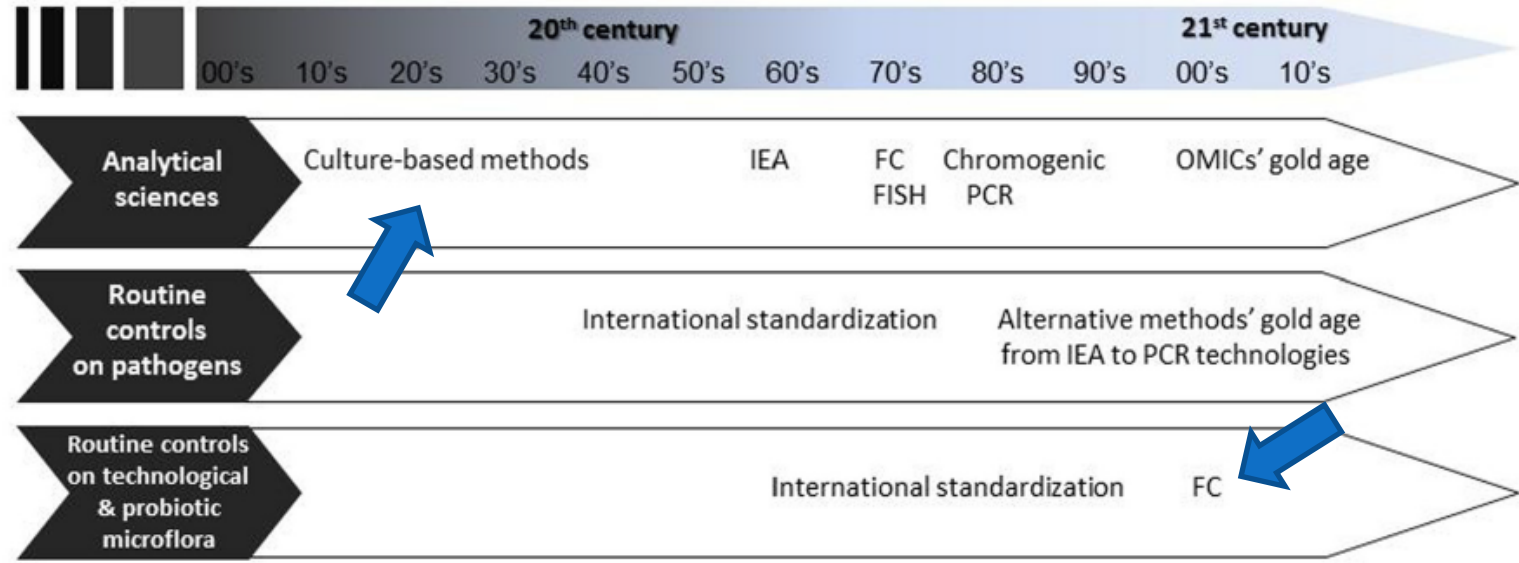 20th century 21st century
00's 10's 20's 30's 40's 50's 60's 70's 80's 90's 00's 10's
Analytical
sciences
Culture-based methods IEA FC Chromogenic OMICs' gold age
FISH PCR
Routine
controls
on pathogens
International standardization
Alternative methods' gold age
from IEA to PCR technologies
Routine controls
on technological
& probiotic
microflora
International standardization FC